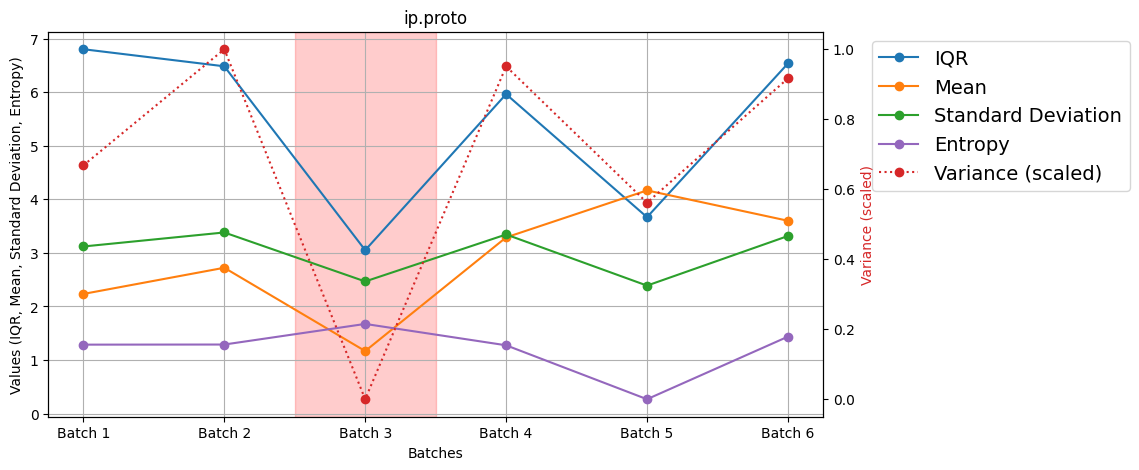 ip.proto
7
6
5
4
3
2
1
0
Values (IQR, Mean, Standard Deviation, Entropy)
Batch 1
Batch 2
Batch 3
Batch 4
Batch 5
Batch 6
Batches
1.0
0.8
0.6
0.4
0.2
0.0
Variance (scaled)
IQR
Mean
Standard Deviation
Entropy
Variance (scaled)